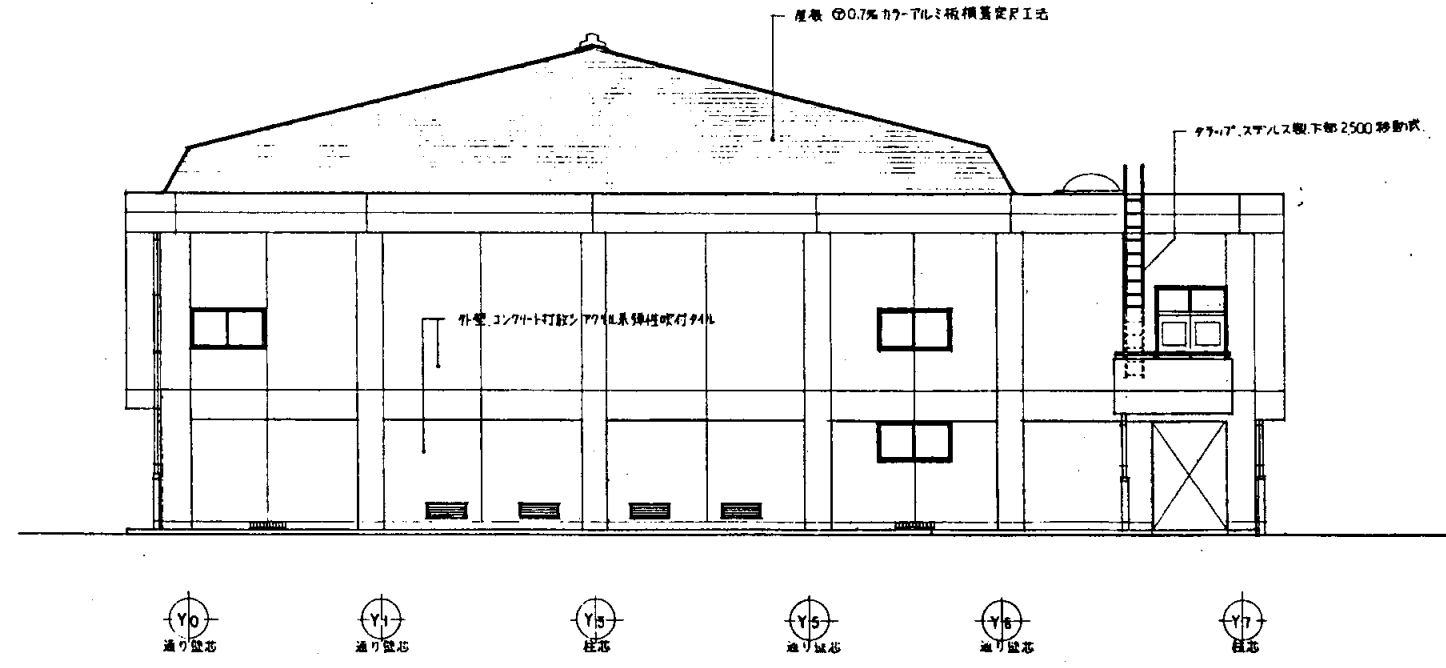 屋根 ㋐0.7% カラーアルミ板横葺定尺工法
タラップ、ステンレス製、下部2500移動式
外壁、コンクリート打放シアクリル系弾性吹付タイル
Y0
通り壁芯
Y1
通り壁芯
Y3
柱芯
Y5
通り壁芯
Y6
通り壁芯
Y7
柱芯